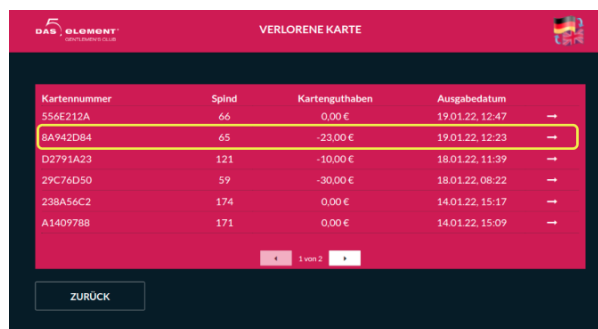 5
DAS ELEMENT
GENTLEMEN'S CLUB
VERLORENE KARTE
Kartennummer Spind Kartenguthaben Ausgabedatum
556E212A 66 0,00 € 19.01.22, 12:47 →
8A942D84 65 -23,00 € 19.01.22, 12:23 →
D2791A23 121 -10,00 € 18.01.22, 11:39 →
29C76D50 59 -30,00 € 18.01.22, 08:22 →
238A56C2 174 0,00 € 14.01.22, 15:17 →
A1409788 171 0,00 € 14.01.22, 15:09 →
1 von 2
ZURÜCK